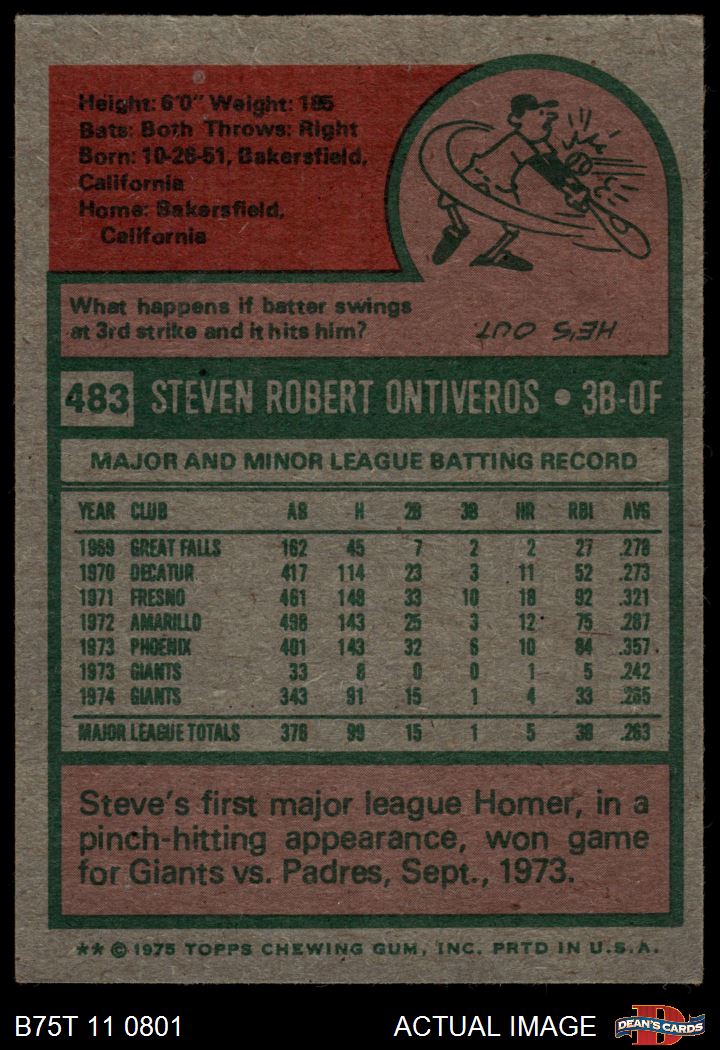 Height: 6'0" Weight: 185
Bats: Both Throws: Right
Born: 10-26-51, Bakersfield,
California
Home: Bakersfield,
California
What happens if batter swings
at 3rd strike and it hits him?
HE'S OUT.
483 STEVEN ROBERT ONTIVEROS • 3B-OF
MAJOR AND MINOR LEAGUE BATTING RECORD
YEAR CLUB AB H 2B 3B HR RBI AVG
1969 GREAT FALLS 162 45 7 2 2 27 .278
1970 DECATUR 417 114 23 3 11 52 .273
1971 FRESNO 461 148 33 10 18 92 .321
1972 AMARILLO 498 143 25 3 12 75 .287
1973 PHOENIX 401 143 32 6 10 84 .357
1973 GIANTS 33 8 0 0 1 5 .242
1974 GIANTS 343 91 15 1 4 33 .265
MAJOR LEAGUE TOTALS 376 99 15 1 5 38 .263
Steve's first major league Homer, in a
pinch-hitting appearance, won game
for Giants vs. Padres, Sept., 1973.
** © 1975 TOPPS CHEWING GUM, INC. PRTD IN U.S.A.
B75T 11 0801 ACTUAL IMAGE DEAN'S CARDS